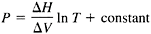 P = ΔH/ΔV ln T + constant